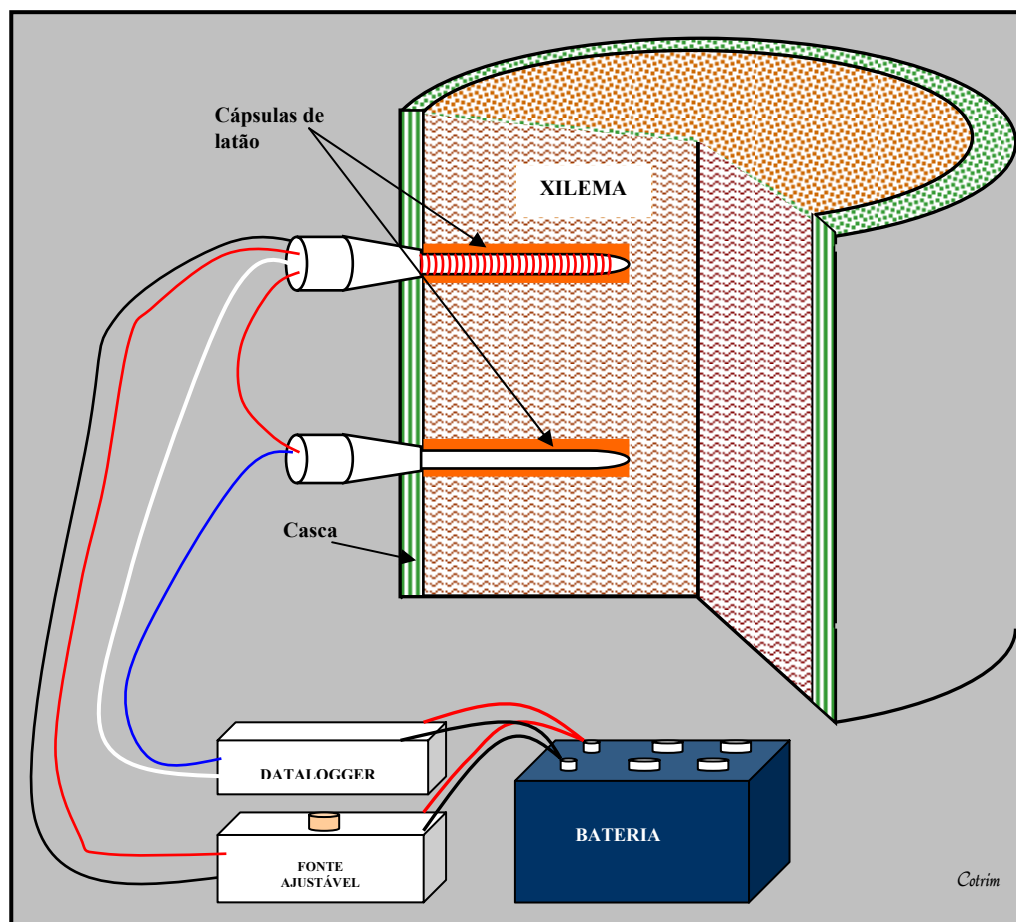 Cápsulas de
latão
XILEMA
Casca
DATALOGGER
FONTE
AJUSTÁVEL
BATERIA
Cotrim